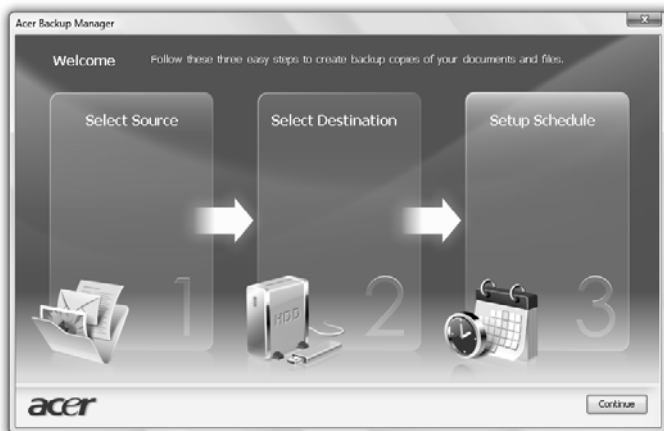 Acer Backup Manager
x
Welcome
Follow these three easy steps to create backup copies of your documents and files.
Select Source
Select Destination
Setup Schedule
1
HDD
2
3
acer
Continue